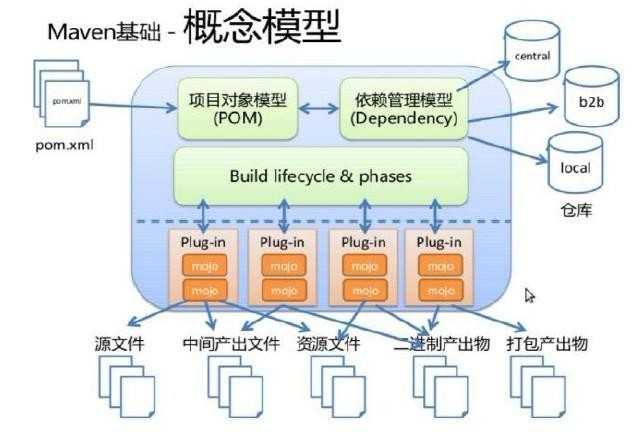 Maven基础 - 概念模型
central
b2b
local
仓库
pom.xml
pom.xml
项目对象模型
(POM)
依赖管理模型
(Dependency)
Build lifecycle & phases
Plug-in
mojo
mojo
Plug-in
mojo
mojo
Plug-in
mojo
mojo
Plug-in
mojo
mojo
源文件
中间产出文件
资源文件
二进制产出物
打包产出物